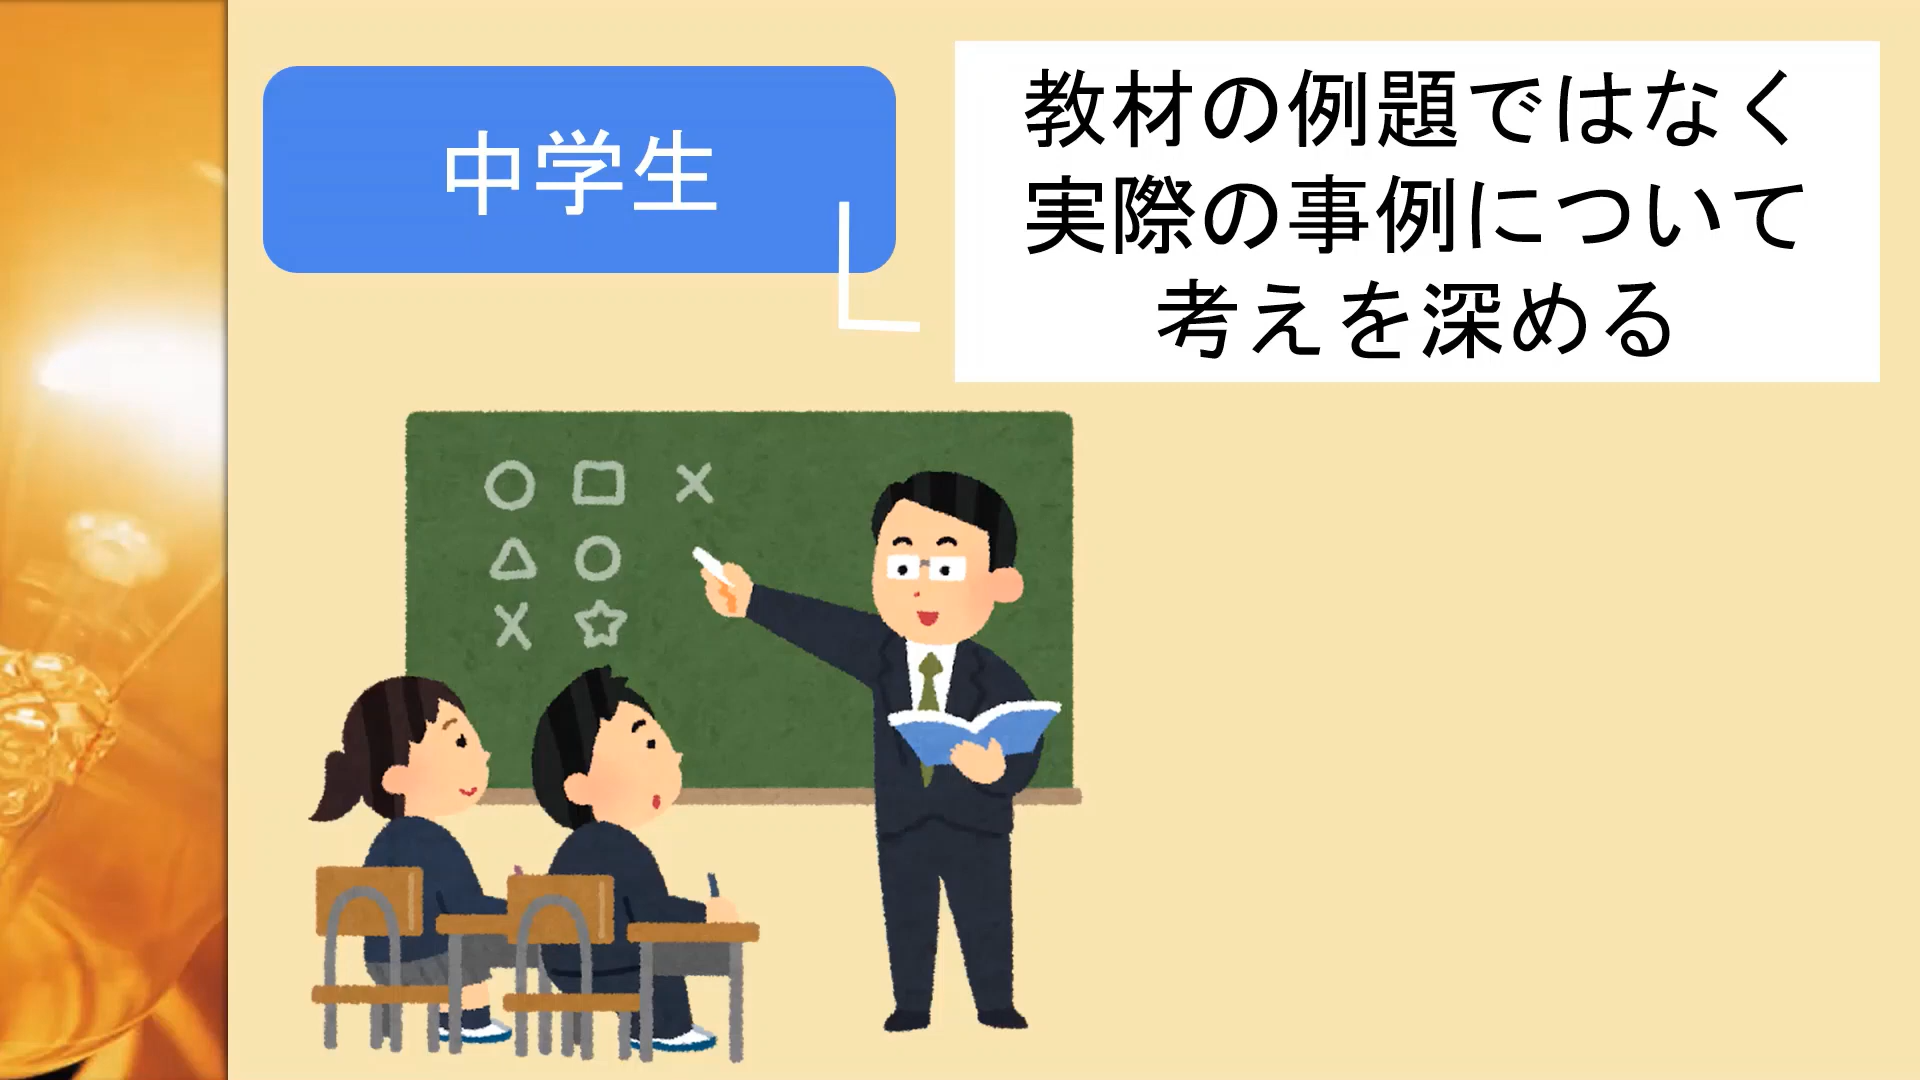 中学生
教材の例題ではなく
実際の事例について
考えを深める